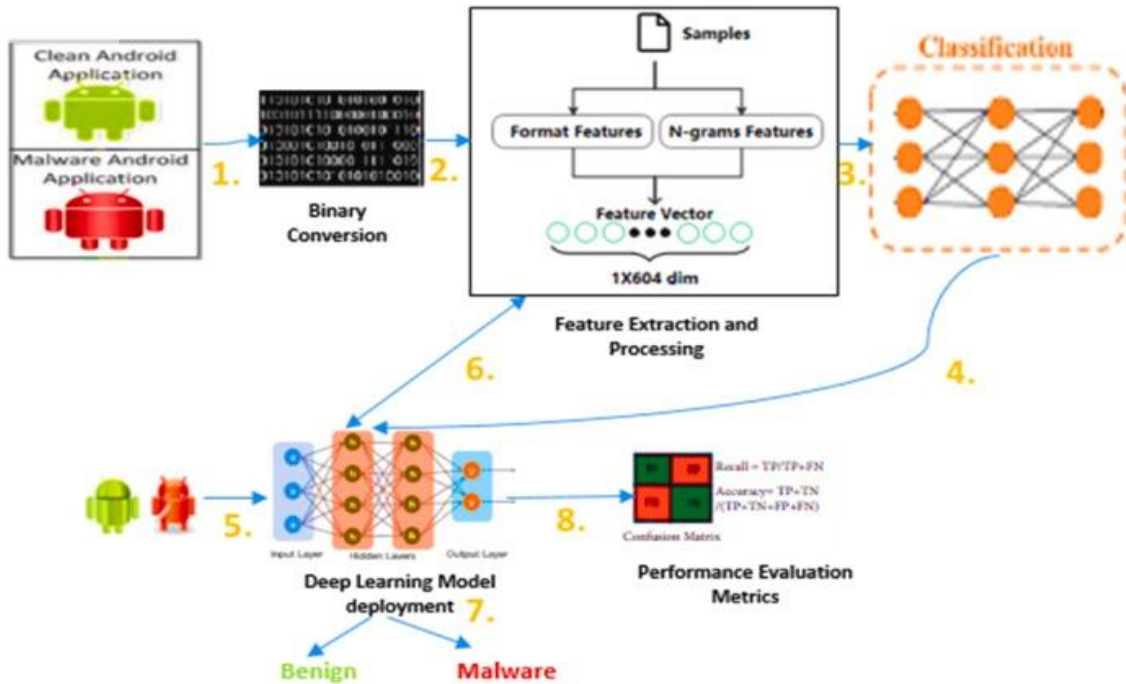 Clean Android
Application
Malware Android
Application
1.
Binary
Conversion
2.
Samples
Format Features
N-grams Features
Feature Vector
1X604 dim
Feature Extraction and
Processing
3.
Classification
4.
5.
6.
Input Layer
Hidden Layers
Output Layer
Deep Learning Model
deployment
7.
Benign
Malware
8.
Recall = TP/TP+FN
Accuracy= TP+TN
/(TP+TN+FP+FN)
Confusion Matrix
Performance Evaluation
Metrics